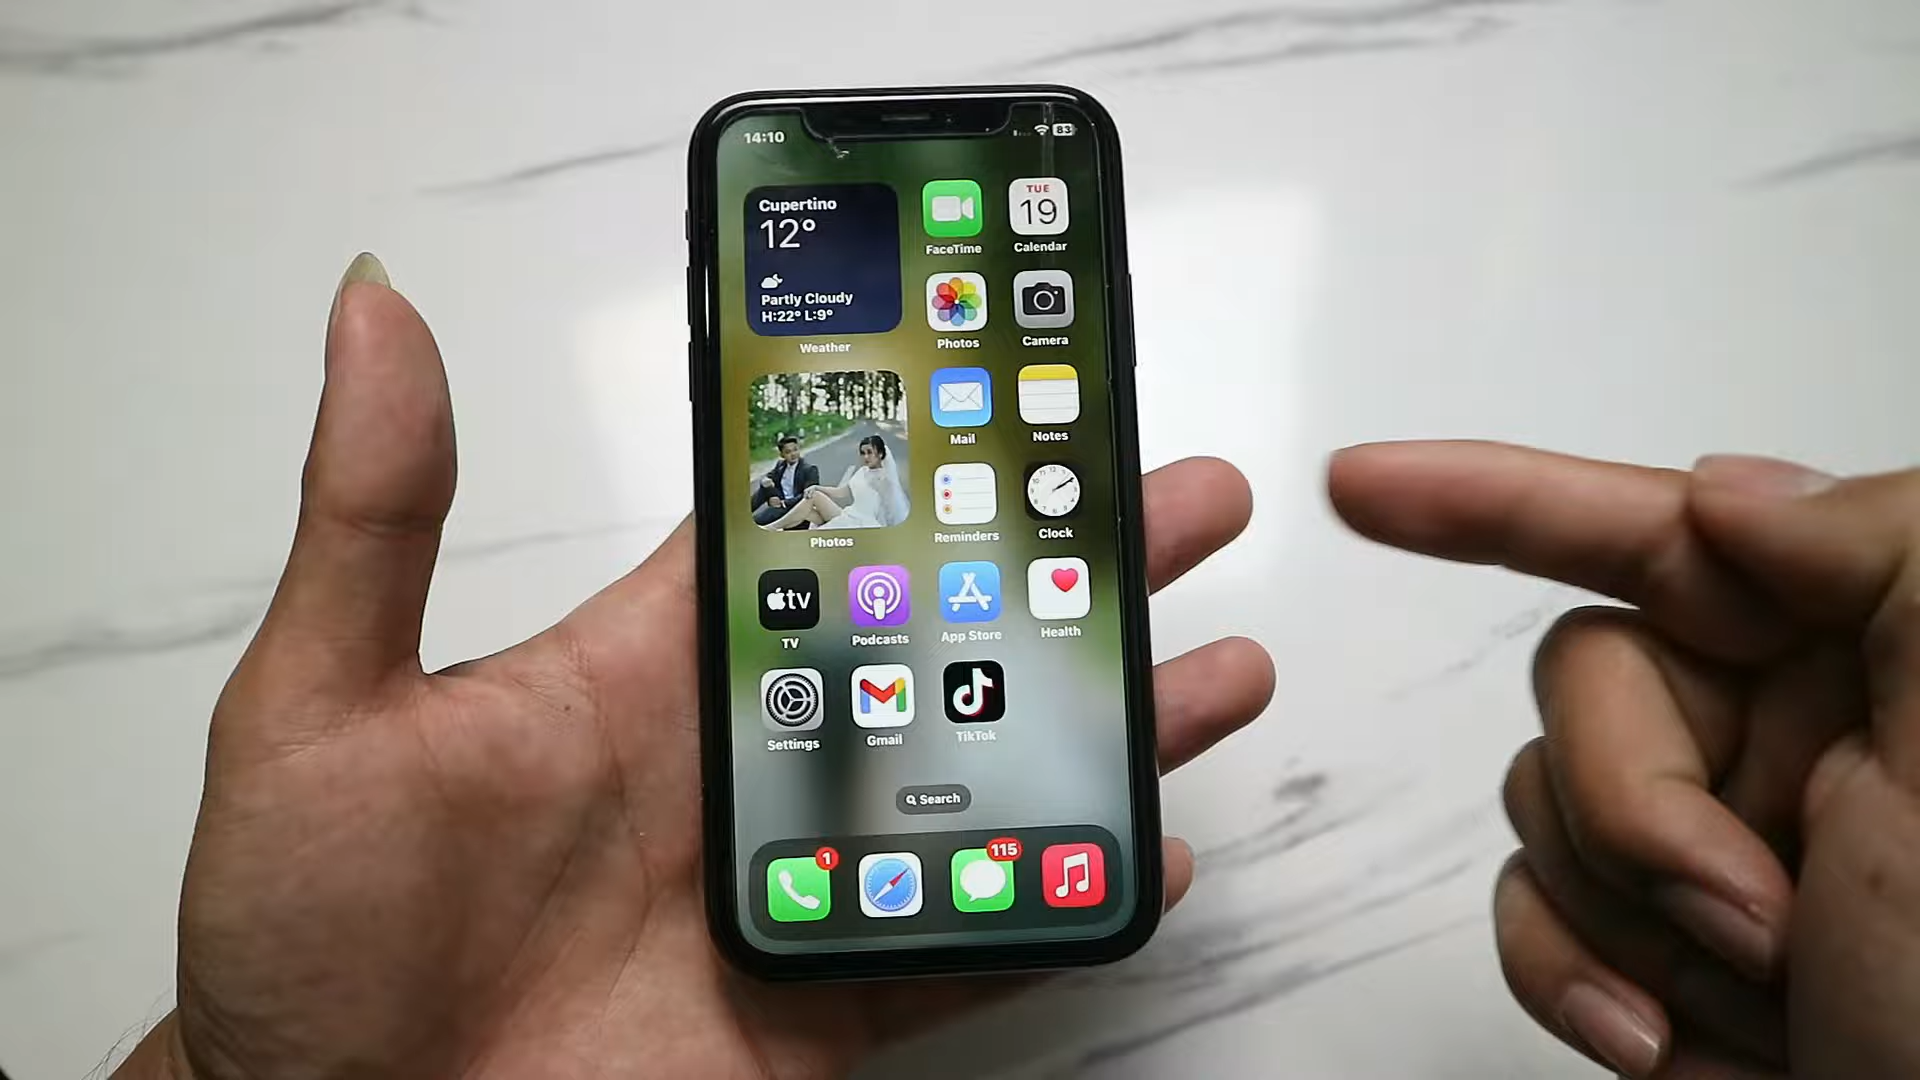 14:10
83
Cupertino
12°
Partly Cloudy
H:22° L:9°
Weather
FaceTime
TUE
19
Calendar
Photos
Camera
Mail
Notes
Photos
Reminders
Clock
tv
TV
Podcasts
App Store
Health
Settings
Gmail
TikTok
Search
1
115